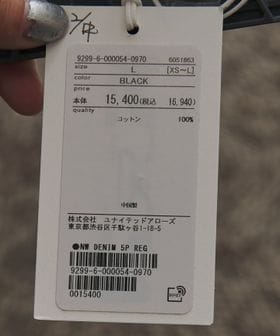 2/中
9299-6-000054-0970 6051863
size L [XS~L]
color BLACK
price
本体 15,400(税込 16,940)
quality
コットン 100%
中国製
株式会社 ユナイテッドアローズ
東京都渋谷区千駄ヶ谷1-18-5
●NW DENIM 5P REG
9299-6-000054-0970
0015400